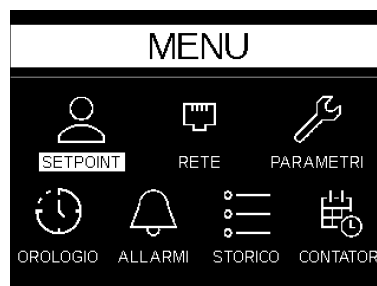 MENU
SETPOINT RETE PARAMETRI
OROLOGIO ALLARMI STORICO CONTATOR